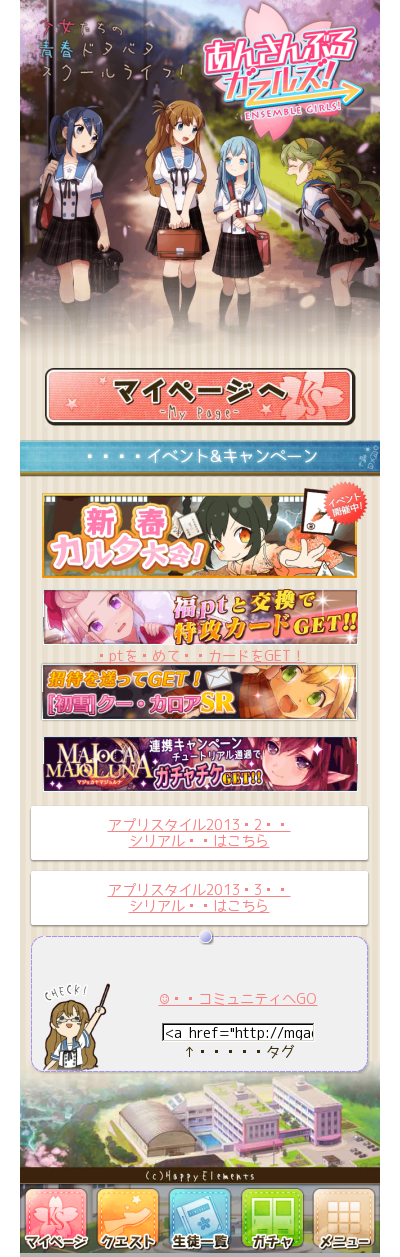 少女たちの
青春ドタバタ
スクールライフ!
あんさんぶる
ガールズ!
ENSEMBLE GIRLS!
マイページへ
-My Page-
KS
・・・・イベント&キャンペーン
新春
カルタ大会!
イベント
開催中!
福ptと交換で
特效カードGET!!
・ptを・めて・・カードをGET!
招待を送ってGET!
[初雪]クー・カロアSR
MAJOCA
MAJOLUNA
マジョカ†マジョルナ
連携キャンペーン
チュートリアル通過で
ガチャチケGET!!
アプリスタイル2013・2・・
シリアル・・はこちら
アプリスタイル2013・3・・
シリアル・・はこちら
CHECK!
・・コミュニティへGO
<a href="http://mga
↑・・・・・タグ
(c)HappyElements
マイページ
クエスト
生徒一覧
ガチャ
メニュー